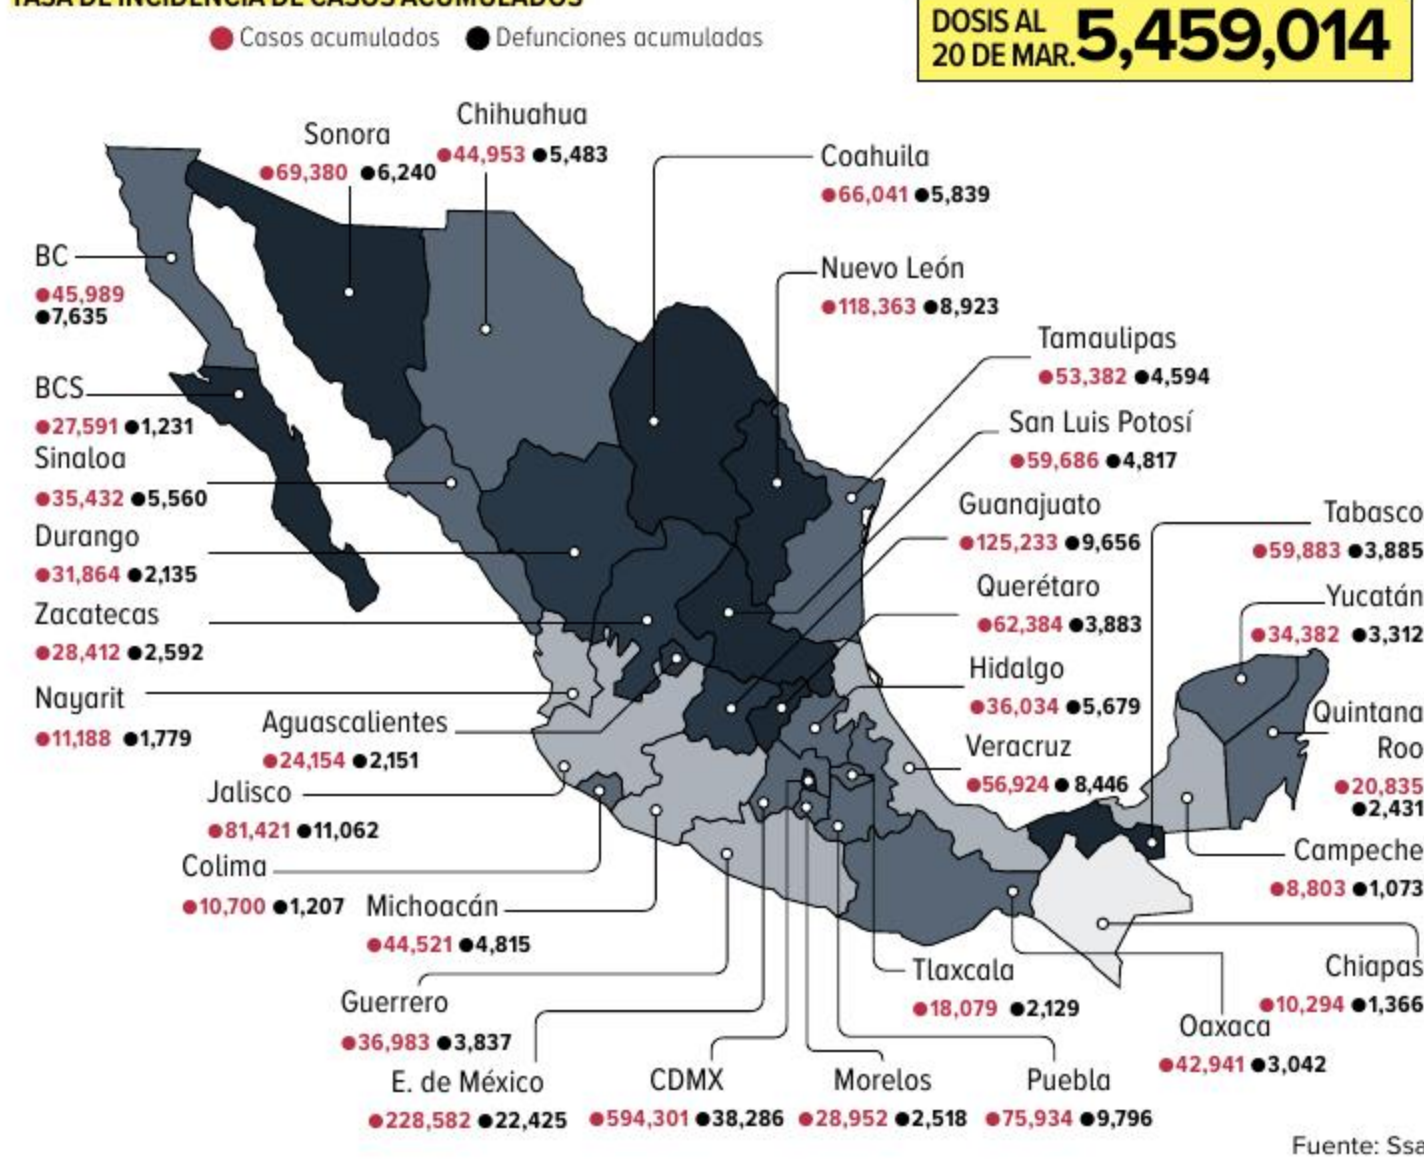 TASA DE INCIDENCIA DE CASOS ACUMULADOS
Casos acumulados Defunciones acumuladas
DOSIS AL
20 DE MAR. 5,459,014
Chihuahua
44,953 5,483
Sonora
69,380 6,240
Coahuila
66,041 5,839
BC
45,989
7,635
Nuevo León
118,363 8,923
Tamaulipas
53,382 4,594
BCS
27,591 1,231
San Luis Potosí
59,686 4,817
Sinaloa
35,432 5,560
Guanajuato
125,233 9,656
Tabasco
59,883 3,885
Durango
31,864 2,135
Querétaro
62,384 3,883
Yucatán
34,382 3,312
Zacatecas
28,412 2,592
Hidalgo
36,034 5,679
Nayarit
11,188 1,779
Quintana
Roo
20,835
2,431
Aguascalientes
24,154 2,151
Veracruz
56,924 8,446
Jalisco
81,421 11,062
Campeche
8,803 1,073
Colima
10,700 1,207
Michoacán
44,521 4,815
Tlaxcala
18,079 2,129
Chiapas
10,294 1,366
Guerrero
36,983 3,837
Oaxaca
42,941 3,042
E. de México
228,582 22,425
CDMX
594,301 38,286
Morelos
28,952 2,518
Puebla
75,934 9,796
Fuente: Ssa